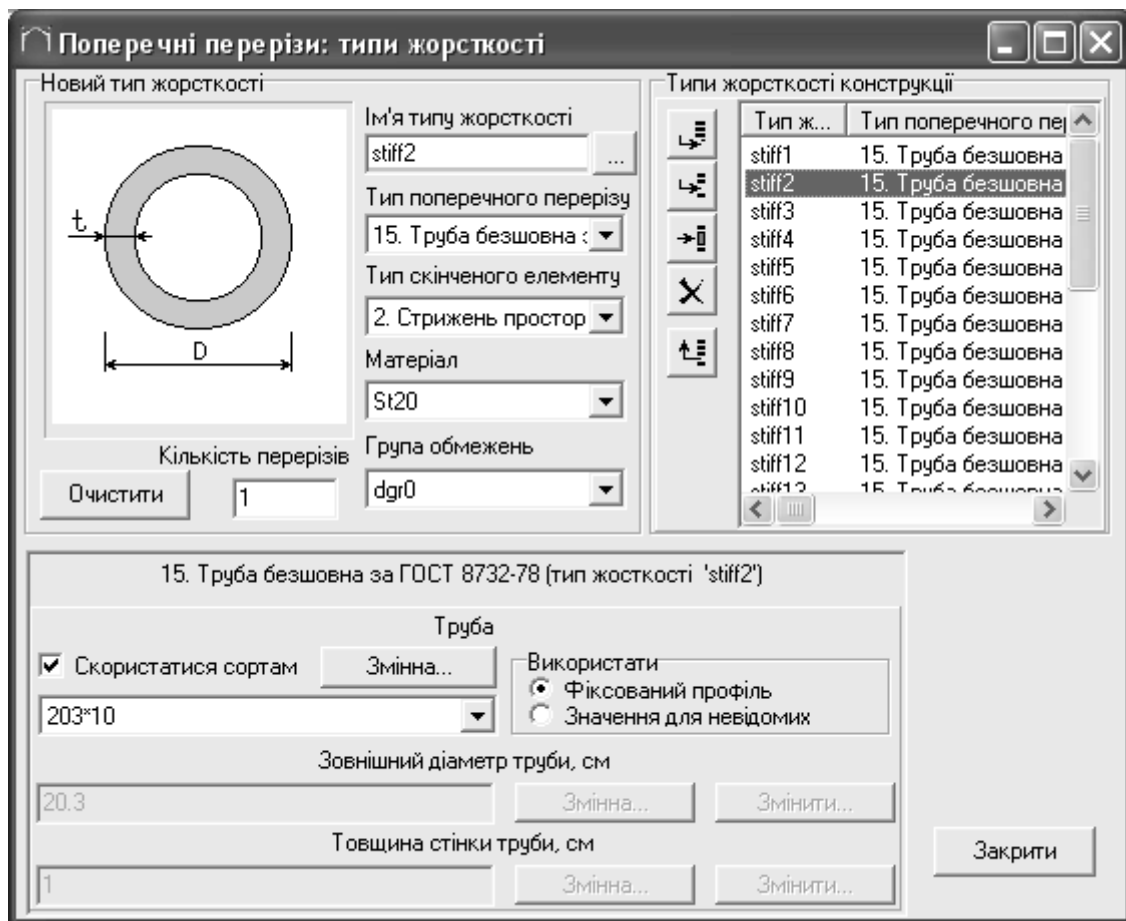 Поперечні перерізи: типи жорсткості
Новий тип жорсткості
t
D
Кількість перерізів
Очистити
1
Ім'я типу жорсткості
stiff2
...
Тип поперечного перерізу
15. Труба безшовна з
Тип скінченого елементу
2. Стрижень простор
Матеріал
St20
Група обмежень
dgr0
Типи жорсткості конструкції
Тип ж... Тип поперечного пер
stiff1 15. Труба безшовна
stiff2 15. Труба безшовна
stiff3 15. Труба безшовна
stiff4 15. Труба безшовна
stiff5 15. Труба безшовна
stiff6 15. Труба безшовна
stiff7 15. Труба безшовна
stiff8 15. Труба безшовна
stiff9 15. Труба безшовна
stiff10 15. Труба безшовна
stiff11 15. Труба безшовна
stiff12 15. Труба безшовна
stiff13 15. Труба безшовна
15. Труба безшовна за ГОСТ 8732-78 (тип жосткості 'stiff2')
Труба
Скористатися сортам
Змінна...
203*10
Використати
Фіксований профіль
Значення для невідомих
Зовнішний діаметр труби, см
20.3 Змінна... Змінити...
Товщина стінки труби, см
1 Змінна... Змінити...
Закрити